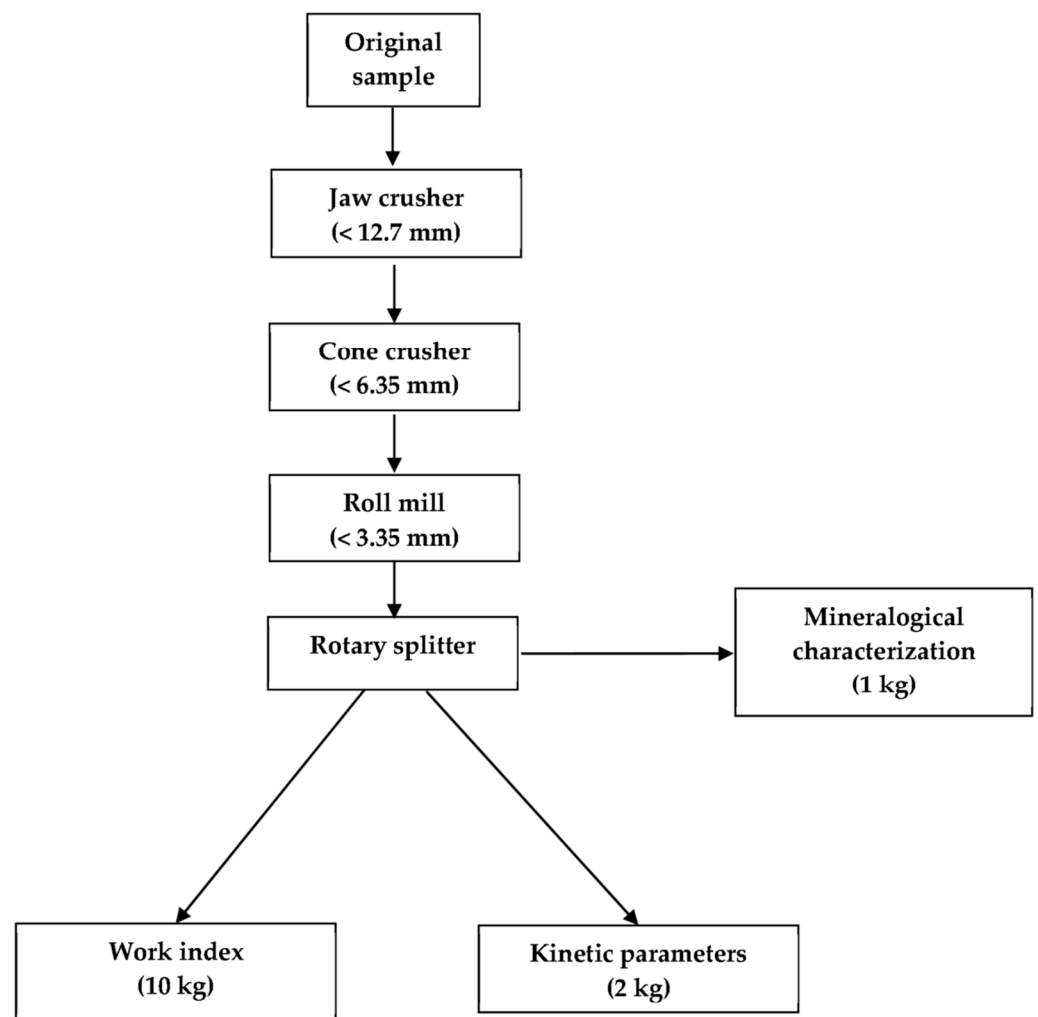 Original
sample
Jaw crusher
(< 12.7 mm)
Cone crusher
(< 6.35 mm)
Roll mill
(< 3.35 mm)
Rotary splitter
Mineralogical
characterization
(1 kg)
Work index
(10 kg)
Kinetic parameters
(2 kg)